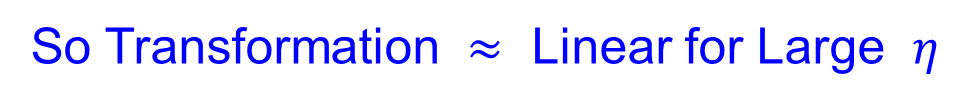 So Transformation ≈ Linear for Large η